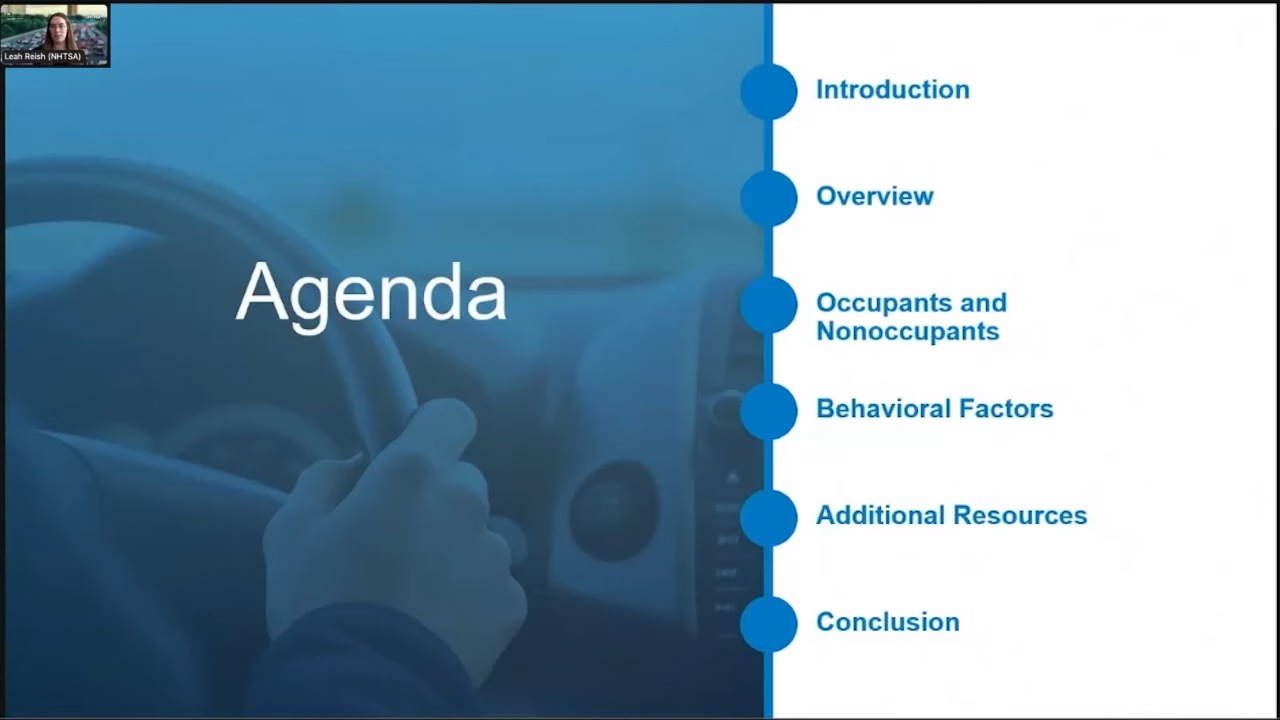 Leah Reish (NHTSA)
Agenda
Introduction
Overview
Occupants and
Nonoccupants
Behavioral Factors
Additional Resources
Conclusion